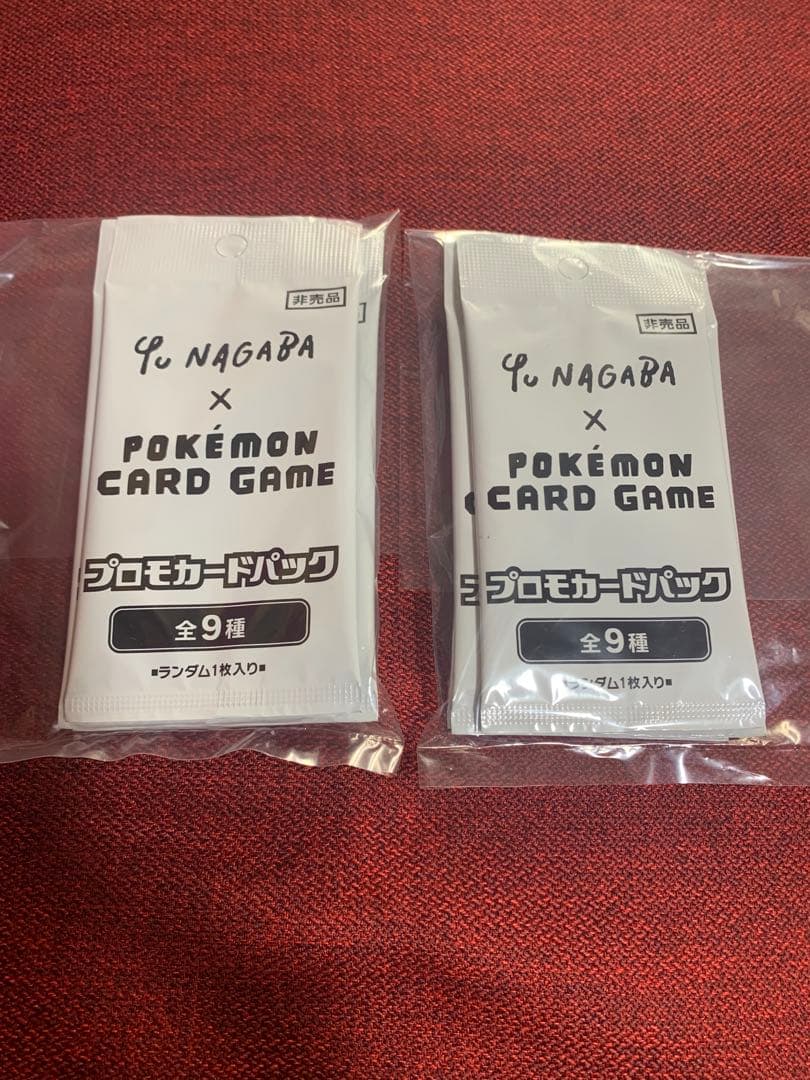 非売品
Yu NAGABA
×
POKÉMON
CARD GAME
プロモカードパック
全9種
■ランダム1枚入り■
非売品
Yu NAGABA
×
POKÉMON
CARD GAME
プロモカードパック
全9種
■ランダム1枚入り■